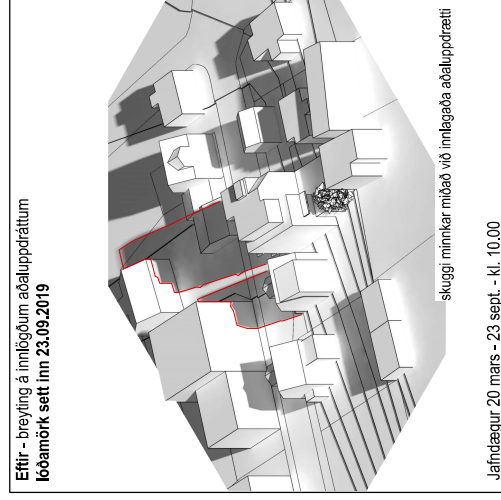 Eftir - breyting á innlögðum aðaluppdráttum
lóðamörk sett inn 23.09.2019
skuggi minnkar miðað við innlagaða aðaluppdrætti
Jafndægur 20 mars - 23 sept. - kl. 10.00